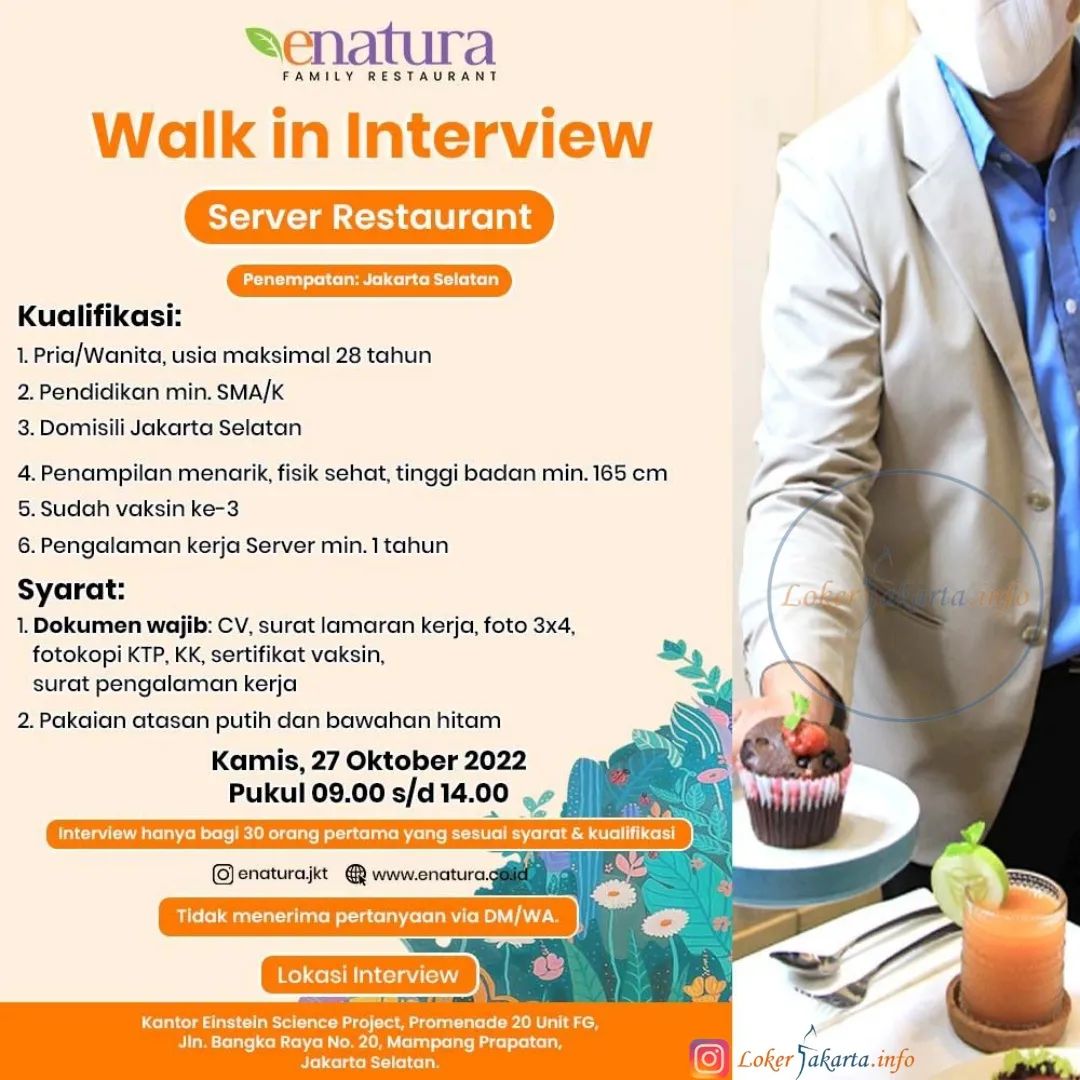 enatura
FAMILY RESTAURANT
Walk in Interview
Server Restaurant
Penempatan: Jakarta Selatan
Kualifikasi:
1. Pria/Wanita, usia maksimal 28 tahun
2. Pendidikan min. SMA/K
3. Domisili Jakarta Selatan
4. Penampilan menarik, fisik sehat, tinggi badan min. 165 cm
5. Sudah vaksin ke-3
6. Pengalaman kerja Server min. 1 tahun
Syarat:
1. Dokumen wajib: CV, surat lamaran kerja, foto 3x4,
fotokopi KTP, KK, sertifikat vaksin,
surat pengalaman kerja
2. Pakaian atasan putih dan bawahan hitam
Kamis, 27 Oktober 2022
Pukul 09.00 s/d 14.00
Interview hanya bagi 30 orang pertama yang sesuai syarat & kualifikasi
enatura.jkt www.enatura.co.id
Tidak menerima pertanyaan via DM/WA.
Lokasi Interview
Kantor Einstein Science Project, Promenade 20 Unit FG,
Jln. Bangka Raya No. 20, Mampang Prapatan,
Jakarta Selatan.
Loker Jakarta.info
Loker Jakarta.info